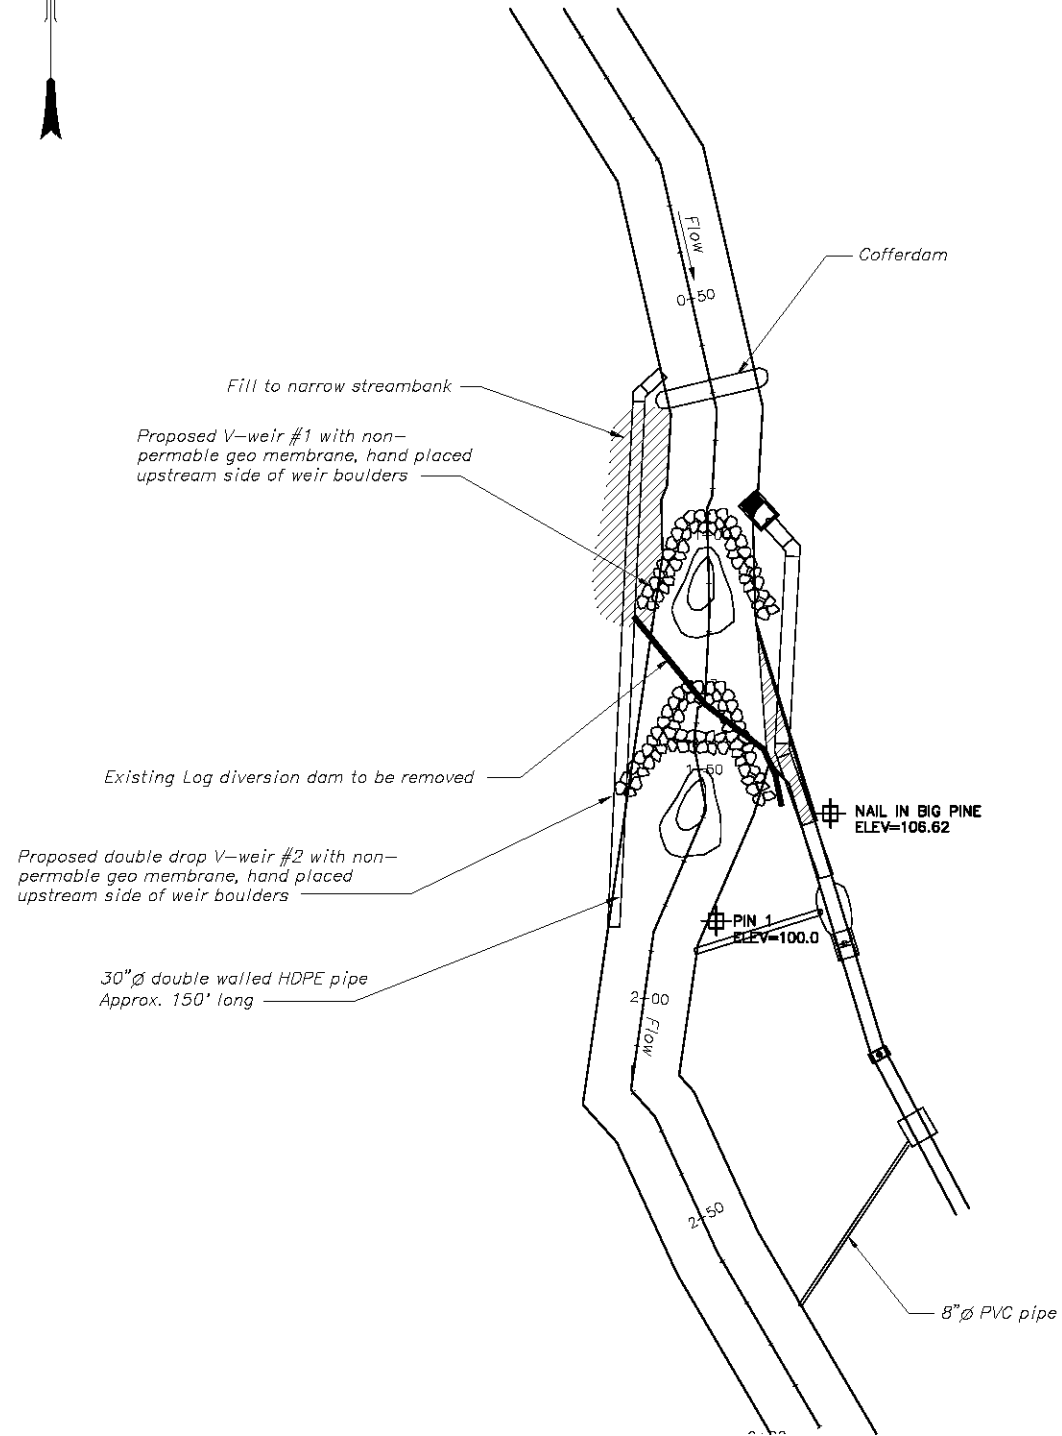 Flow
Cofferdam
0+50
Fill to narrow streambank
Proposed V-weir #1 with non-
permable geo membrane, hand placed
upstream side of weir boulders
Existing Log diversion dam to be removed
1+50
NAIL IN BIG PINE
ELEV=106.62
Proposed double drop V-weir #2 with non-
permable geo membrane, hand placed
upstream side of weir boulders
PIN 1
ELEV=100.0
30"Ø double walled HDPE pipe
Approx. 150' long
2+00
Flow
2+50
8"Ø PVC pipe